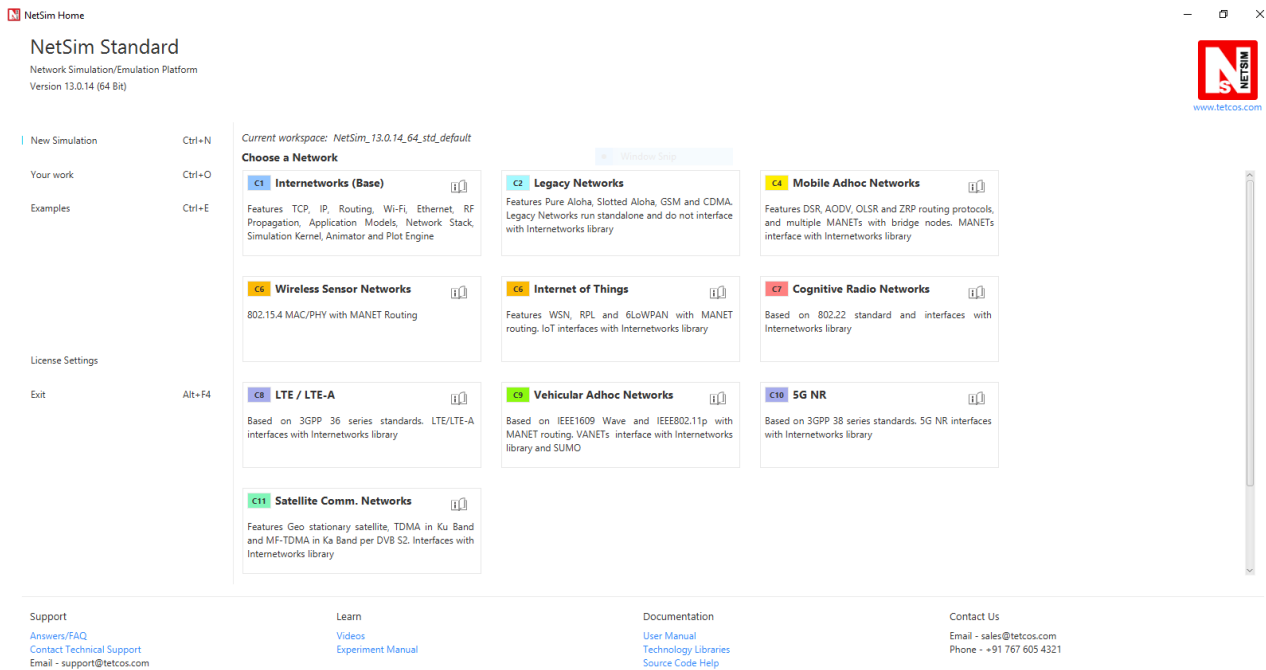 NetSim Home
NetSim Standard
Network Simulation/Emulation Platform
Version 13.0.14 (64 Bit)
NETSIM
www.tetcos.com
New Simulation Ctrl+N
Your work Ctrl+O
Examples Ctrl+E
License Settings
Exit Alt+F4
Current workspace: NetSim_13.0.14_64_std_default
Choose a Network
Window Snip
C1 Internetworks (Base)
Features TCP, IP, Routing, Wi-Fi, Ethernet, RF
Propagation, Application Models, Network Stack,
Simulation Kernel, Animator and Plot Engine
C2 Legacy Networks
Features Pure Aloha, Slotted Aloha, GSM and CDMA.
Legacy Networks run standalone and do not interface
with Internetworks library
C4 Mobile Adhoc Networks
Features DSR, AODV, OLSR and ZRP routing protocols,
and multiple MANETs with bridge nodes. MANETs
interface with Internetworks library
C6 Wireless Sensor Networks
802.15.4 MAC/PHY with MANET Routing
C6 Internet of Things
Features WSN, RPL and 6LoWPAN with MANET
routing. IoT interfaces with Internetworks library
C7 Cognitive Radio Networks
Based on 802.22 standard and interfaces with
Internetworks library
C8 LTE / LTE-A
Based on 3GPP 36 series standards. LTE/LTE-A
interfaces with Internetworks library
C9 Vehicular Adhoc Networks
Based on IEEE1609 Wave and IEEE802.11p with
MANET routing. VANETs interface with Internetworks
library and SUMO
C10 5G NR
Based on 3GPP 38 series standards. 5G NR interfaces
with Internetworks library
C11 Satellite Comm. Networks
Features Geo stationary satellite, TDMA in Ku Band
and MF-TDMA in Ka Band per DVB S2. Interfaces with
Internetworks library
Support
Answers/FAQ
Contact Technical Support
Email - support@tetcos.com
Learn
Videos
Experiment Manual
Documentation
User Manual
Technology Libraries
Source Code Help
Contact Us
Email - sales@tetcos.com
Phone - +91 767 605 4321